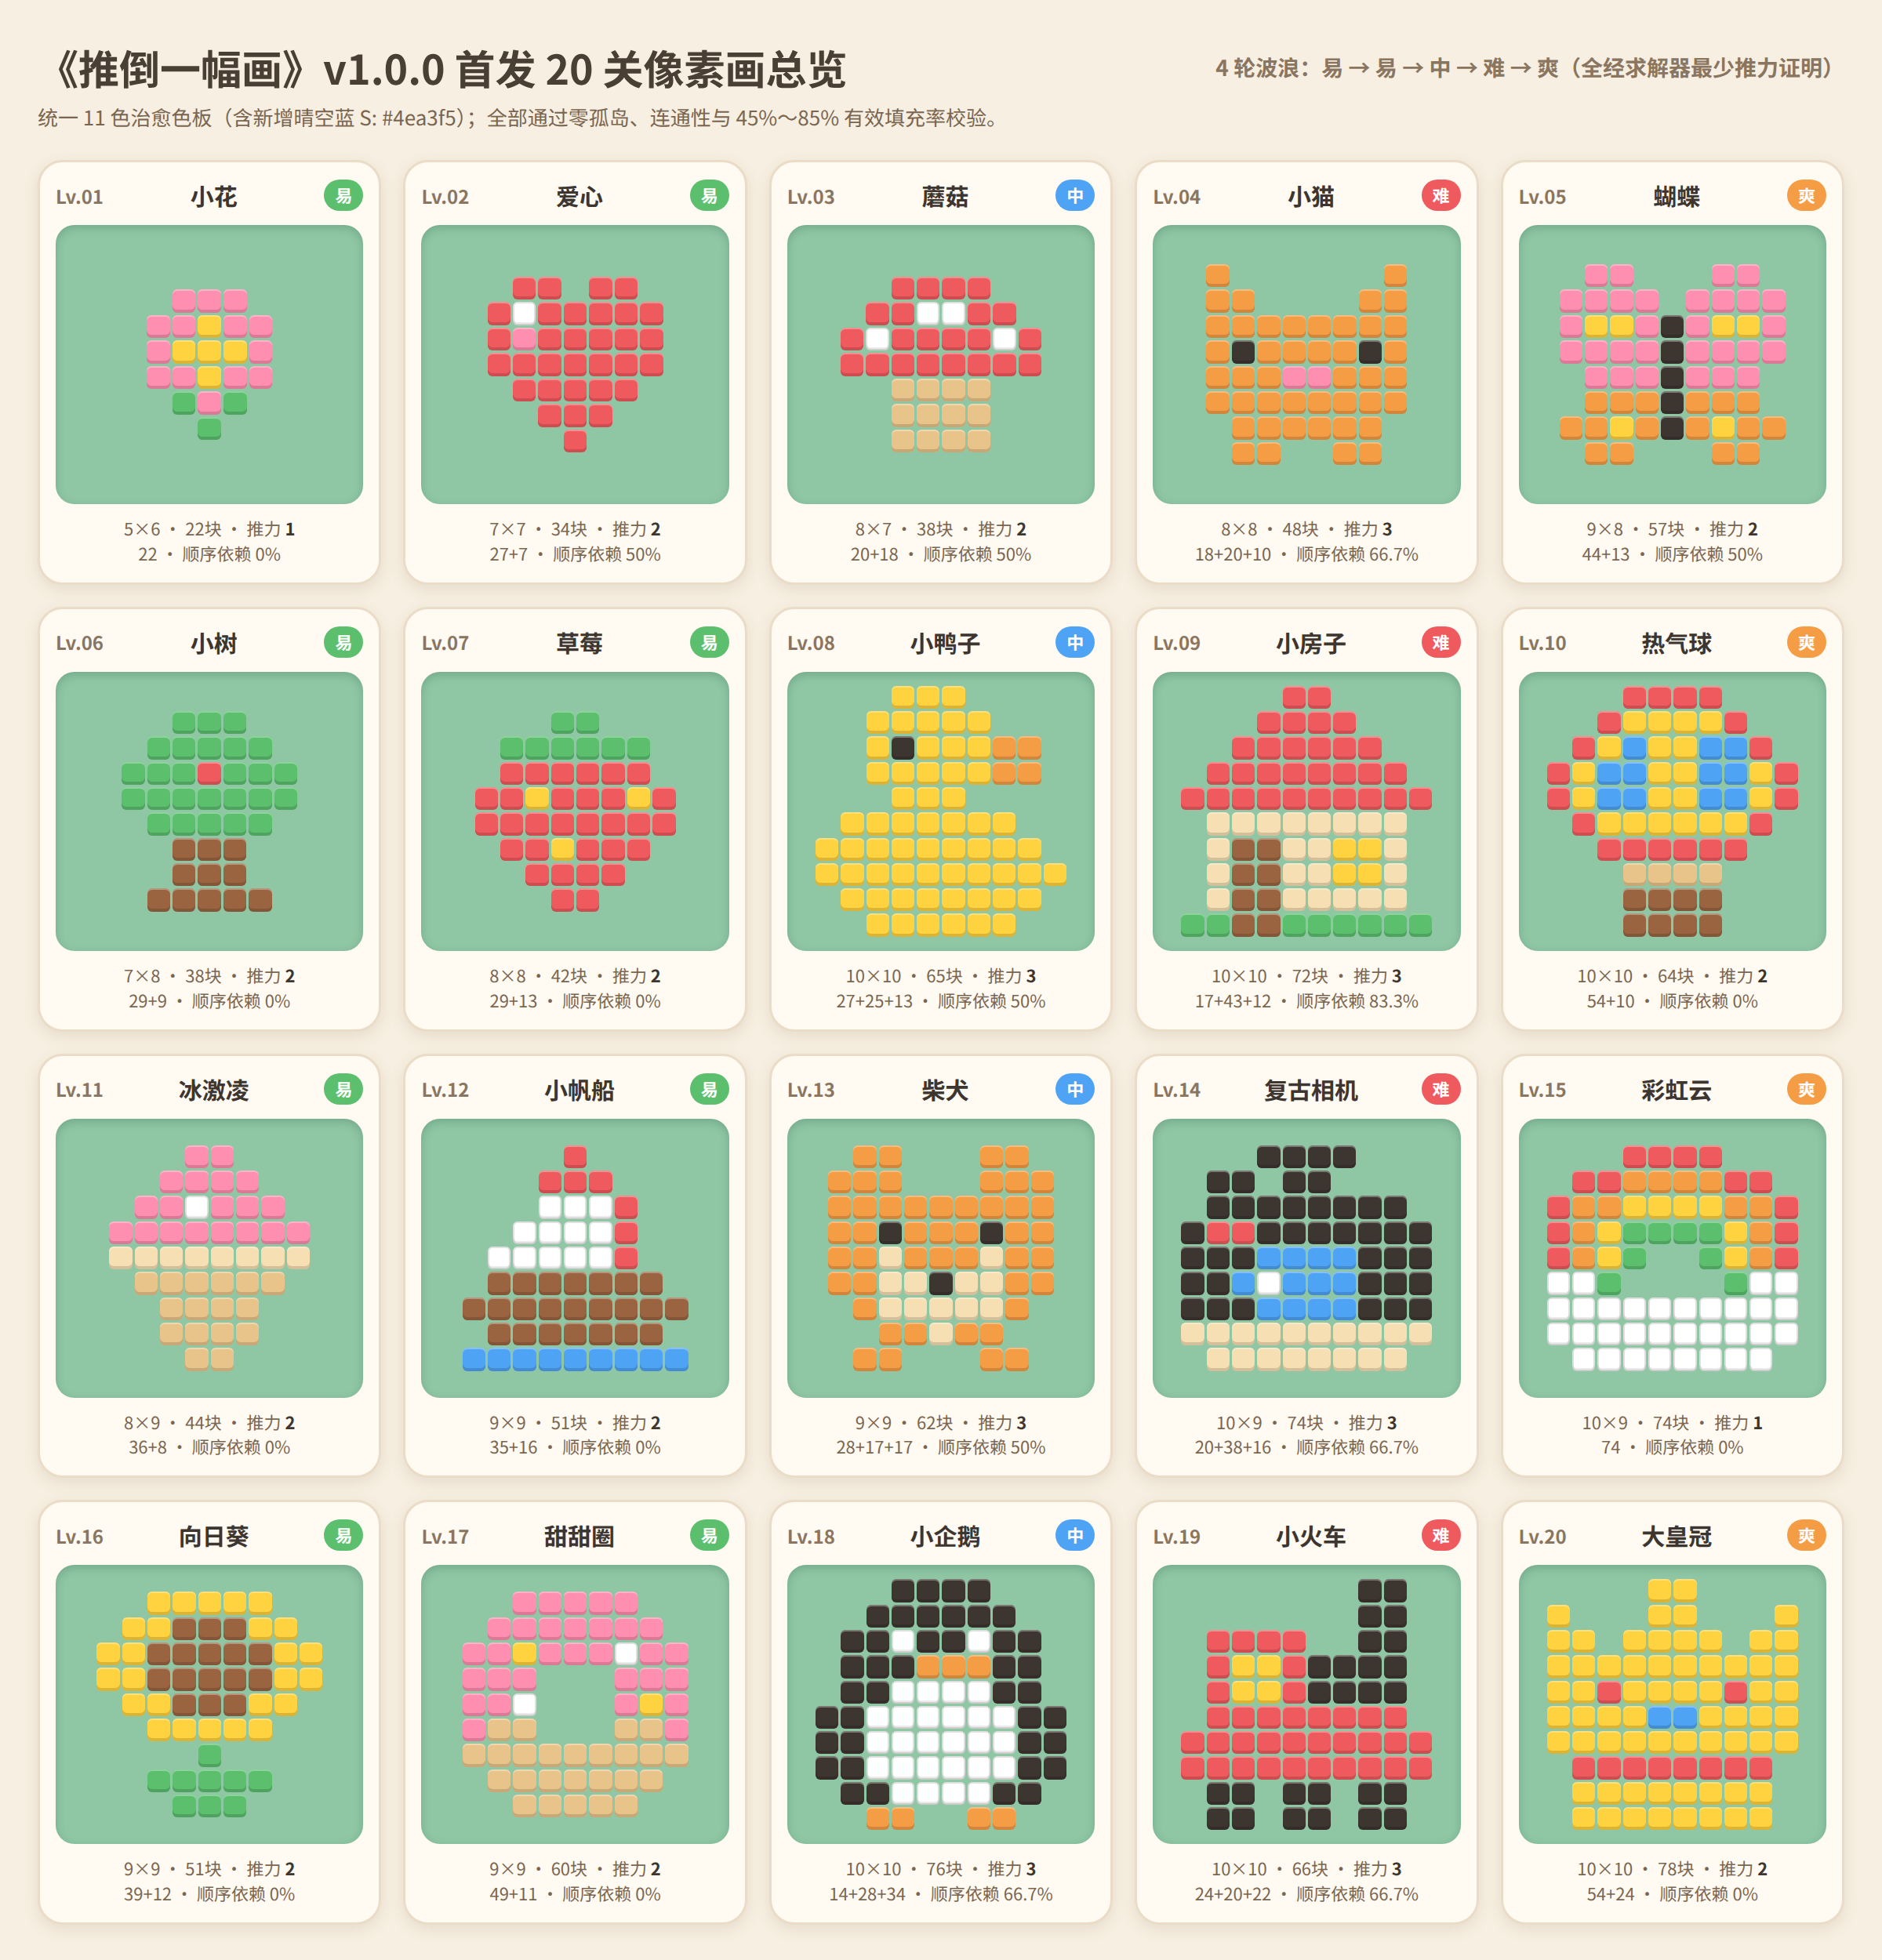 《推倒一幅画》v1.0.0 首发 20 关像素画总览
4 轮波浪：易 → 易 → 中 → 难 → 爽（全经求解器最少推力证明）
统一 11 色治愈色板（含新增晴空蓝 S: #4ea3f5）；全部通过零孤岛、连通性与 45%～85% 有效填充率校验。
Lv.01 小花 易
5×6 · 22块 · 推力 1
22 · 顺序依赖 0%
Lv.02 爱心 易
7×7 · 34块 · 推力 2
27+7 · 顺序依赖 50%
Lv.03 蘑菇 中
8×7 · 38块 · 推力 2
20+18 · 顺序依赖 50%
Lv.04 小猫 难
8×8 · 48块 · 推力 3
18+20+10 · 顺序依赖 66.7%
Lv.05 蝴蝶 爽
9×8 · 57块 · 推力 2
44+13 · 顺序依赖 50%
Lv.06 小树 易
7×8 · 38块 · 推力 2
29+9 · 顺序依赖 0%
Lv.07 草莓 易
8×8 · 42块 · 推力 2
29+13 · 顺序依赖 0%
Lv.08 小鸭子 中
10×10 · 65块 · 推力 3
27+25+13 · 顺序依赖 50%
Lv.09 小房子 难
10×10 · 72块 · 推力 3
17+43+12 · 顺序依赖 83.3%
Lv.10 热气球 爽
10×10 · 64块 · 推力 2
54+10 · 顺序依赖 0%
Lv.11 冰激凌 易
8×9 · 44块 · 推力 2
36+8 · 顺序依赖 0%
Lv.12 小帆船 易
9×9 · 51块 · 推力 2
35+16 · 顺序依赖 0%
Lv.13 柴犬 中
9×9 · 62块 · 推力 3
28+17+17 · 顺序依赖 50%
Lv.14 复古相机 难
10×9 · 74块 · 推力 3
20+38+16 · 顺序依赖 66.7%
Lv.15 彩虹云 爽
10×9 · 74块 · 推力 1
74 · 顺序依赖 0%
Lv.16 向日葵 易
9×9 · 51块 · 推力 2
39+12 · 顺序依赖 0%
Lv.17 甜甜圈 易
9×9 · 60块 · 推力 2
49+11 · 顺序依赖 0%
Lv.18 小企鹅 中
10×10 · 76块 · 推力 3
14+28+34 · 顺序依赖 66.7%
Lv.19 小火车 难
10×10 · 66块 · 推力 3
24+20+22 · 顺序依赖 66.7%
Lv.20 大皇冠 爽
10×10 · 78块 · 推力 2
54+24 · 顺序依赖 0%